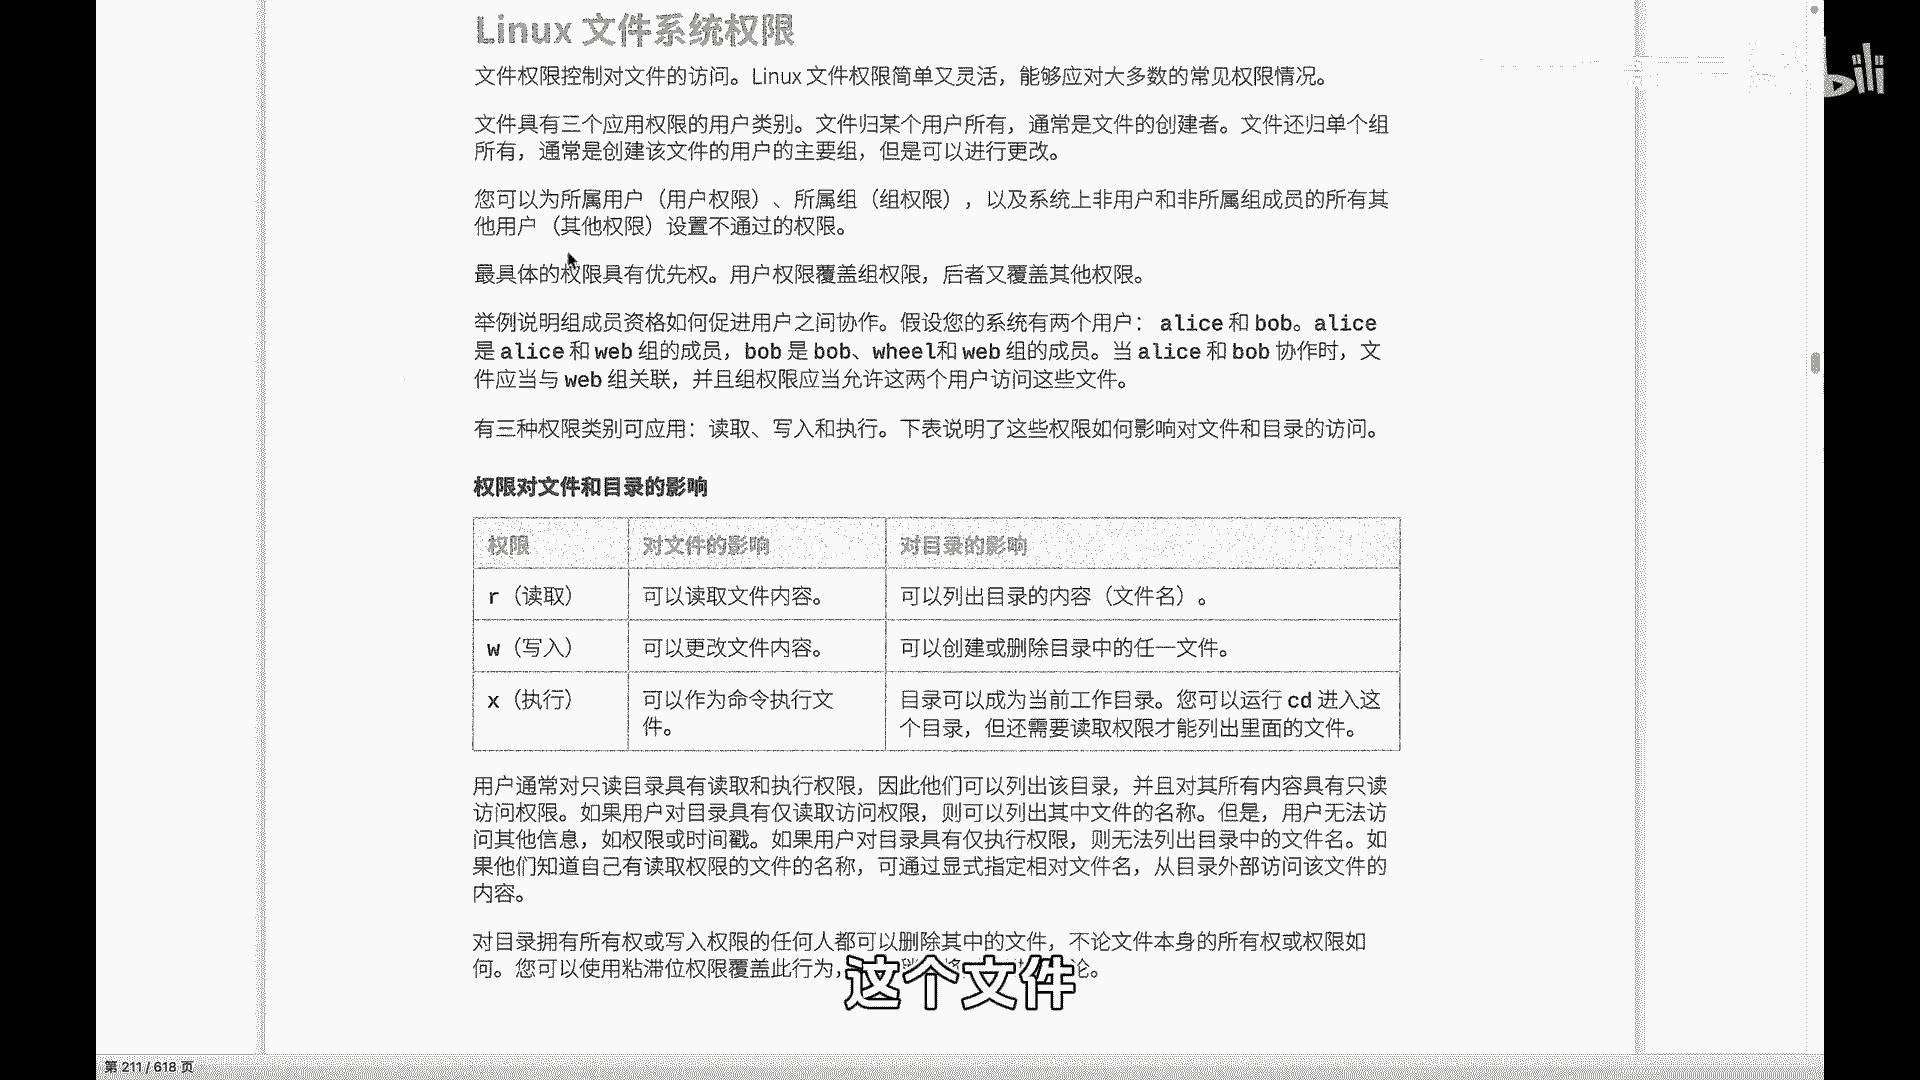 Linux 文件系统权限
bili
文件权限控制对文件的访问。Linux 文件权限简单又灵活，能够应对大多数的常见权限情况。
文件具有三个应用权限的用户类别。文件归某个用户所有，通常是文件的创建者。文件还归单个组
所有，通常是创建该文件的用户的主要组，但是可以进行更改。
您可以为所属用户（用户权限）、所属组（组权限），以及系统上非用户和非所属组成员的所有其
他用户（其他权限）设置不通过的权限。
最具体的权限具有优先权。用户权限覆盖组权限，后者又覆盖其他权限。
举例说明组成员资格如何促进用户之间协作。假设您的系统有两个用户： alice 和 bob。alice
是 alice 和 web 组的成员，bob 是 bob、wheel和 web 组的成员。当 alice 和 bob 协作时，文
件应当与 web 组关联，并且组权限应当允许这两个用户访问这些文件。
有三种权限类别可应用：读取、写入和执行。下表说明了这些权限如何影响对文件和目录的访问。
权限对文件和目录的影响
权限 对文件的影响 对目录的影响
r（读取） 可以读取文件内容。 可以列出目录的内容（文件名）。
w（写入） 可以更改文件内容。 可以创建或删除目录中的任一文件。
x（执行） 可以作为命令执行文 目录可以成为当前工作目录。您可以运行 cd 进入这
件。 个目录，但还需要读取权限才能列出里面的文件。
用户通常对只读目录具有读取和执行权限，因此他们可以列出该目录，并且对其所有内容具有只读
访问权限。如果用户对目录具有仅读取访问权限，则可以列出其中文件的名称。但是，用户无法访
问其他信息，如权限或时间戳。如果用户对目录具有仅执行权限，则无法列出目录中的文件名。如
果他们知道自己有读取权限的文件的名称，可通过显式指定相对文件名，从目录外部访问该文件的
内容。
对目录拥有所有权或写入权限的任何人都可以删除其中的文件，不论文件本身的所有权或权限如
何。您可以使用粘滞位权限覆盖此行为， 论。
这个文件
第 211 / 618 页